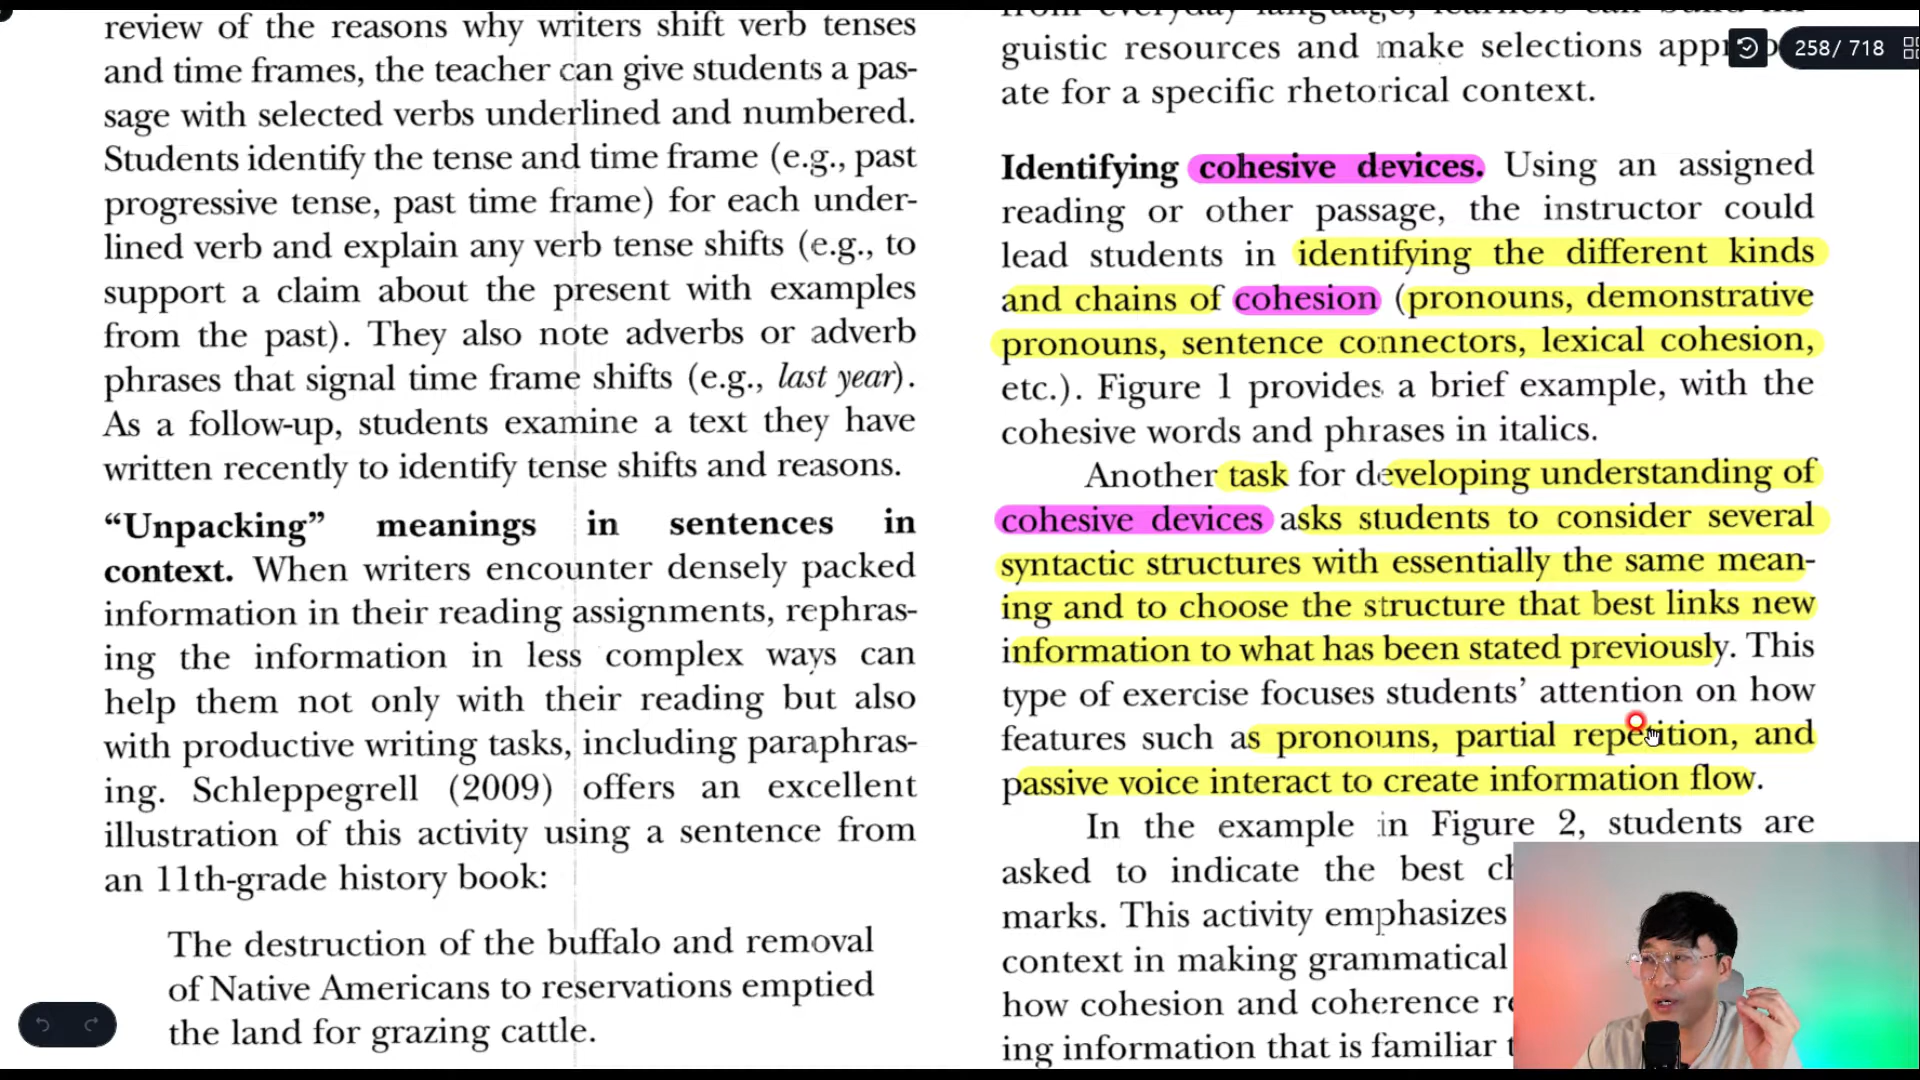 review of the reasons why writers shift verb tenses
and time frames, the teacher can give students a pas-
sage with selected verbs underlined and numbered.
Students identify the tense and time frame (e.g., past
progressive tense, past time frame) for each under-
lined verb and explain any verb tense shifts (e.g., to
support a claim about the present with examples
from the past). They also note adverbs or adverb
phrases that signal time frame shifts (e.g., last year).
As a follow-up, students examine a text they have
written recently to identify tense shifts and reasons.
“Unpacking” meanings in sentences in
context. When writers encounter densely packed
information in their reading assignments, rephras-
ing the information in less complex ways can
help them not only with their reading but also
with productive writing tasks, including paraphras-
ing. Schleppegrell (2009) offers an excellent
illustration of this activity using a sentence from
an 11th-grade history book:
The destruction of the buffalo and removal
of Native Americans to reservations emptied
the land for grazing cattle.
from everyday language, learners can build
guistic resources and make selections
ate for a specific rhetorical context.
Identifying cohesive devices. Using an assigned
reading or other passage, the instructor could
lead students in identifying the different kinds
and chains of cohesion (pronouns, demonstrative
pronouns, sentence connectors, lexical cohesion,
etc.). Figure 1 provides a brief example, with the
cohesive words and phrases in italics.
Another task for developing understanding of
cohesive devices asks students to consider several
syntactic structures with essentially the same mean-
ing and to choose the structure that best links new
information to what has been stated previously. This
type of exercise focuses students’ attention on how
features such as pronouns, partial repetition, and
passive voice interact to create information flow.
In the example in Figure 2, students are
asked to indicate the best
marks. This activity emphasizes
context in making grammatical
how cohesion and coherence
ing information that is familiar
258/ 718